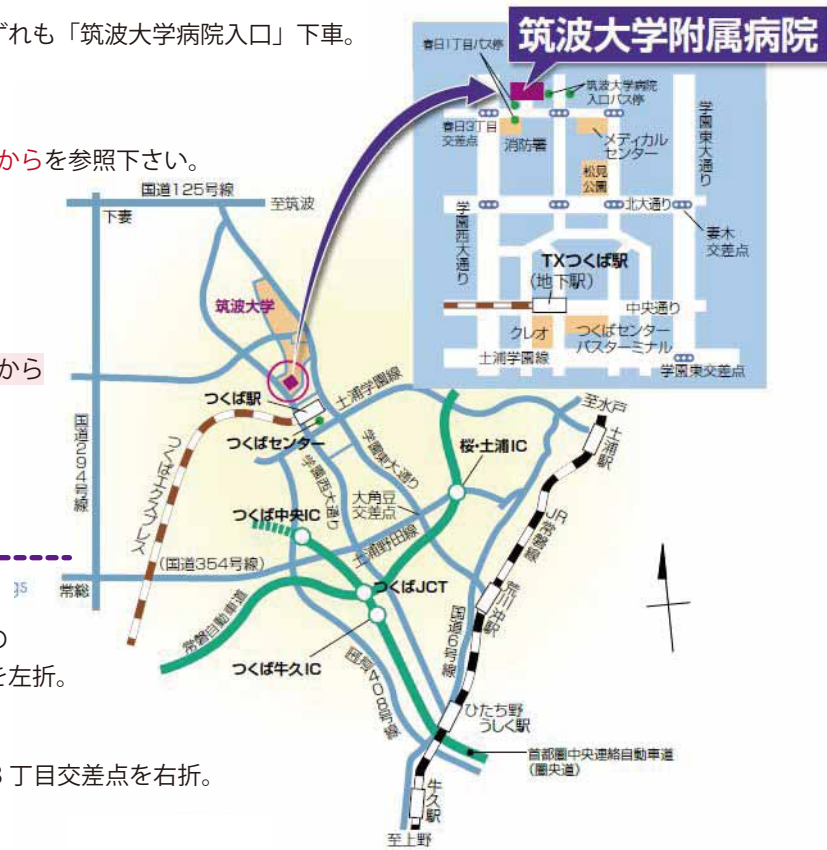 ずれも「筑波大学病院入口」下車。
からを参照下さい。
から
gs
の
を左折。
3 丁目交差点を右折。
筑波大学附属病院
春日1丁目バス停
筑波大学病院
入口バス停
春日3丁目
交差点
消防署
メディカル
センター
松見
公園
学園東大通り
北大通り
学園西大通り
妻木
交差点
TXつくば駅
(地下駅)
中央通り
クレオ
つくばセンター
バスターミナル
土浦学園線
学園東交差点
国道125号線
至筑波
下妻
筑波大学
つくば駅
土浦学園線
つくばセンター
至水戸
土浦駅
国道294号線
つくばエクスプレス
学園東大通り
学園西大通り
桜・土浦IC
大角豆
交差点
つくば中央IC
JR常磐線
土浦野田線
(国道354号線)
常総
つくばJCT
荒川沖駅
常磐自動車道
国道6号線
つくば牛久IC
国道408号線
ひたち野
うしく駅
首都圏中央連絡自動車道
(圏央道)
牛久駅
至上野